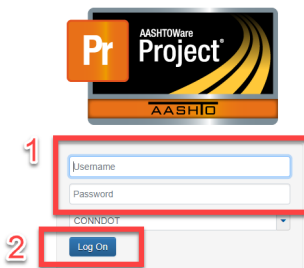 Pr
AASHTOWare
Project
AASHTO
1
Username
Password
CONNDOT
2
Log On